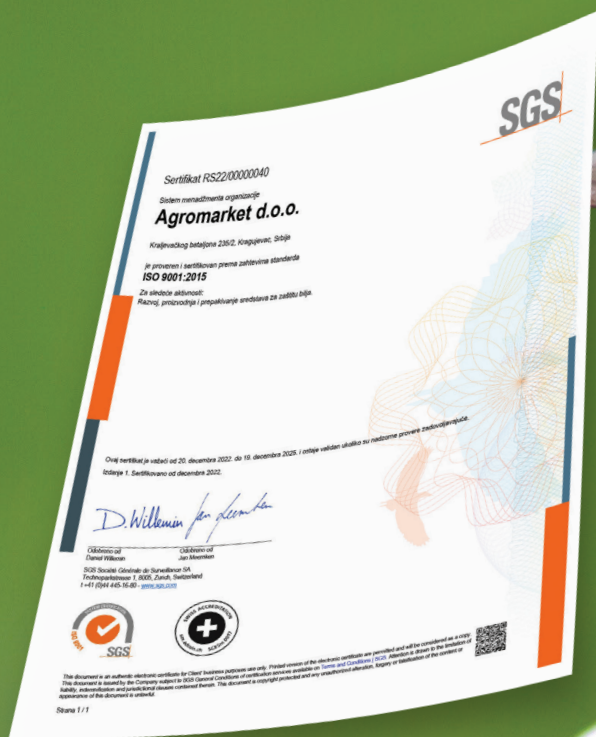 SGS
Sertifikat RS22/00000040
Sistem menadžmenta organizacije
Agromarket d.o.o.
Kraljevačkog bataljona 235/2, Kragujevac, Srbija
je proveren i sertifikovan prema zahtevima standarda
ISO 9001:2015
Za sledeće aktivnosti:
Razvoj, proizvodnja i prepakivanje sredstava za zaštitu bilja.
Ovaj sertifikat je važeći od 20. decembra 2022. do 19. decembra 2025. i ostaje validan ukoliko su nadzorne provere zadovoljavajuće.
Izdanje 1. Sertifikovano od decembra 2022.
D. Willemin
Odobreno od Odobreno od
Daniel Willemin Jan Meemken
SGS Société Générale de Surveillance SA
Technoparkstrasse 1, 8005, Zurich, Switzerland
t +41 (0)44 445-16-80 - www.sgs.com
ISO 9001
SGS
SWISS ACCREDITATION
This document is an authentic electronic certificate for Client' business purposes use only. Printed version of the electronic certificate are permitted and will be considered as a copy.
This document is issued by the Company subject to SGS General Conditions of certification services available on Terms and Conditions | SGS. Attention is drawn to the limitation of
liability, indemnification and jurisdictional clauses contained therein. This document is copyright protected and any unauthorized alteration, forgery or falsification of the content or
appearance of this document is unlawful.
Strana 1 / 1